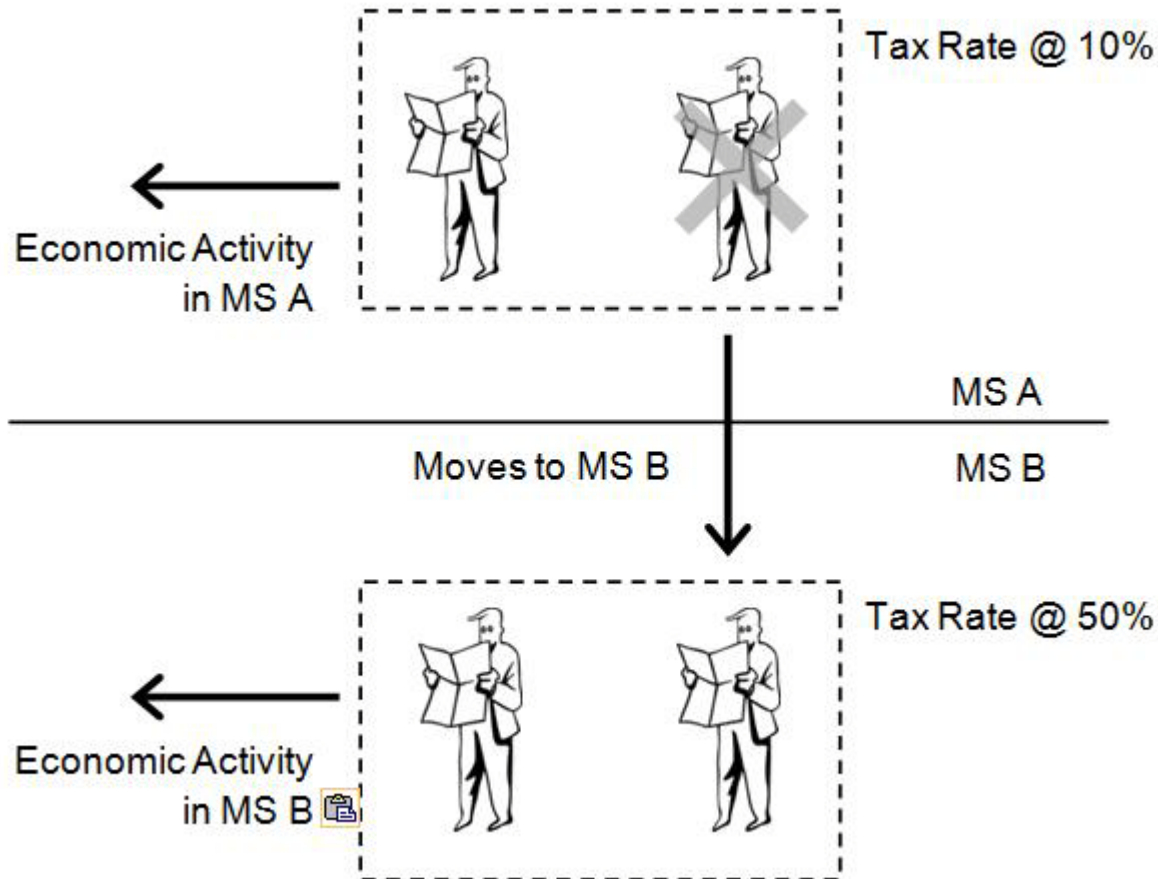 Tax Rate @ 10%
Economic Activity
in MS A
MS A
Moves to MS B
MS B
Tax Rate @ 50%
Economic Activity
in MS B